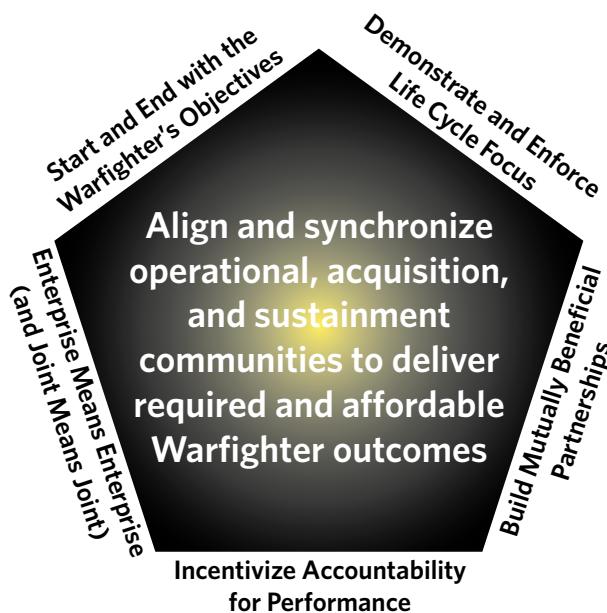 Start and End with the
Warfighter's Objectives
Demonstrate and Enforce
Life Cycle Focus
Align and synchronize
operational, acquisition,
and sustainment
communities to deliver
required and affordable
Warfighter outcomes
Enterprise Means Enterprise
(and Joint Means Joint)
Build Mutually Beneficial
Partnerships
Incentivize Accountability
for Performance